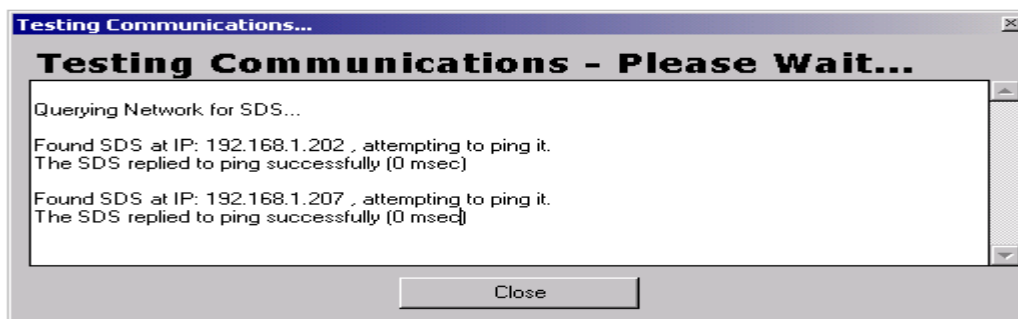 Testing Communications...
Testing Communications - Please Wait...
Querying Network for SDS...
Found SDS at IP: 192.168.1.202 , attempting to ping it.
The SDS replied to ping successfully (0 msec)
Found SDS at IP: 192.168.1.207 , attempting to ping it.
The SDS replied to ping successfully (0 msec)
Close